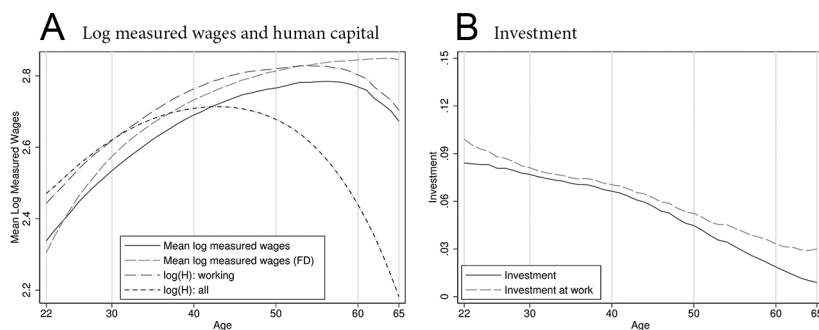 A Log measured wages and human capital
Mean Log Measured Wages
2.8
2.6
2.4
2.2
Mean log measured wages
Mean log measured wages (FD)
log(H): working
log(H): all
22 30 40 50 60 65
Age
B Investment
Investment
.15
.12
.09
.06
.03
0
Investment
Investment at work
22 30 40 50 60 65
Age